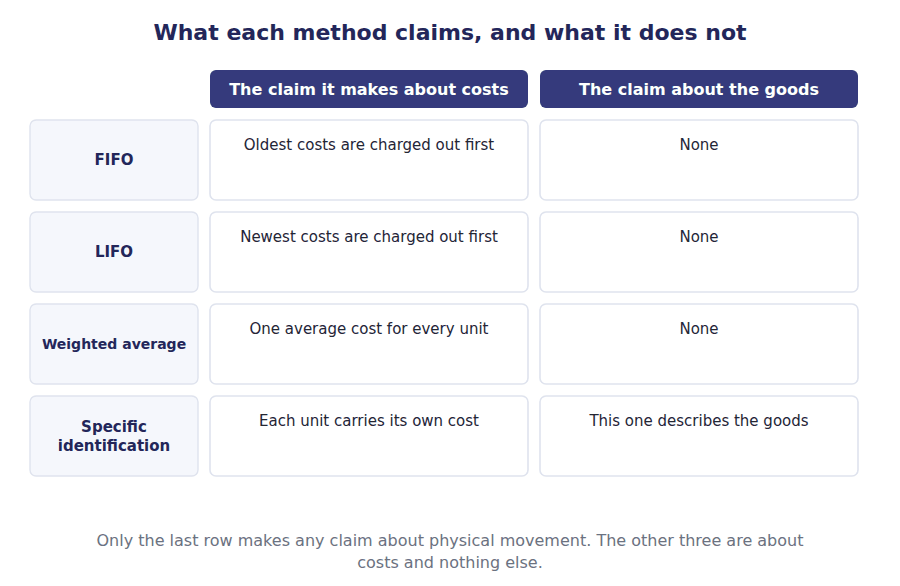 What each method claims, and what it does not
The claim it makes about costs
The claim about the goods
FIFO
Oldest costs are charged out first
None
LIFO
Newest costs are charged out first
None
Weighted average
One average cost for every unit
None
Specific
identification
Each unit carries its own cost
This one describes the goods
Only the last row makes any claim about physical movement. The other three are about
costs and nothing else.